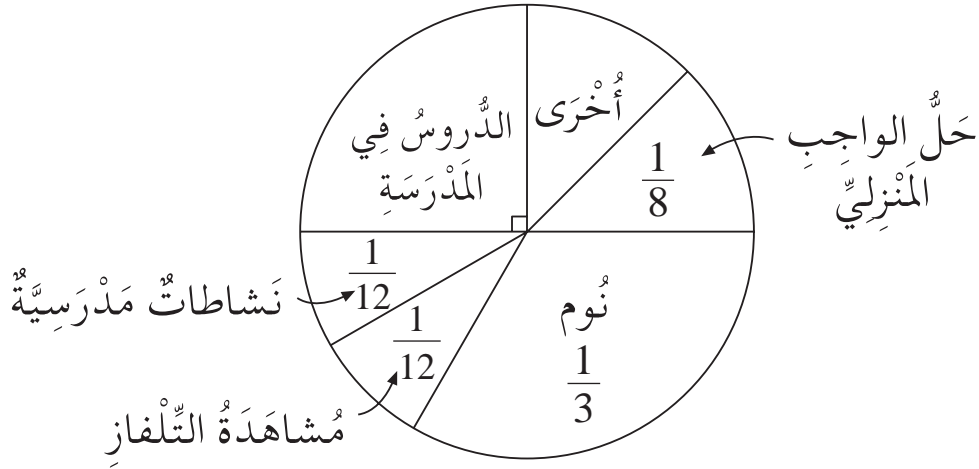 أُخْرَى
الدُّروسُ فِي
المَدْرَسَةِ
حَلُّ الواجِبِ
المَنْزِلِيِّ
1/8
نَشاطاتٌ مَدْرَسِيَّةٌ
1/12
نُوم
1/3
1/12
مُشاهَدَةُ التِّلْفازِ